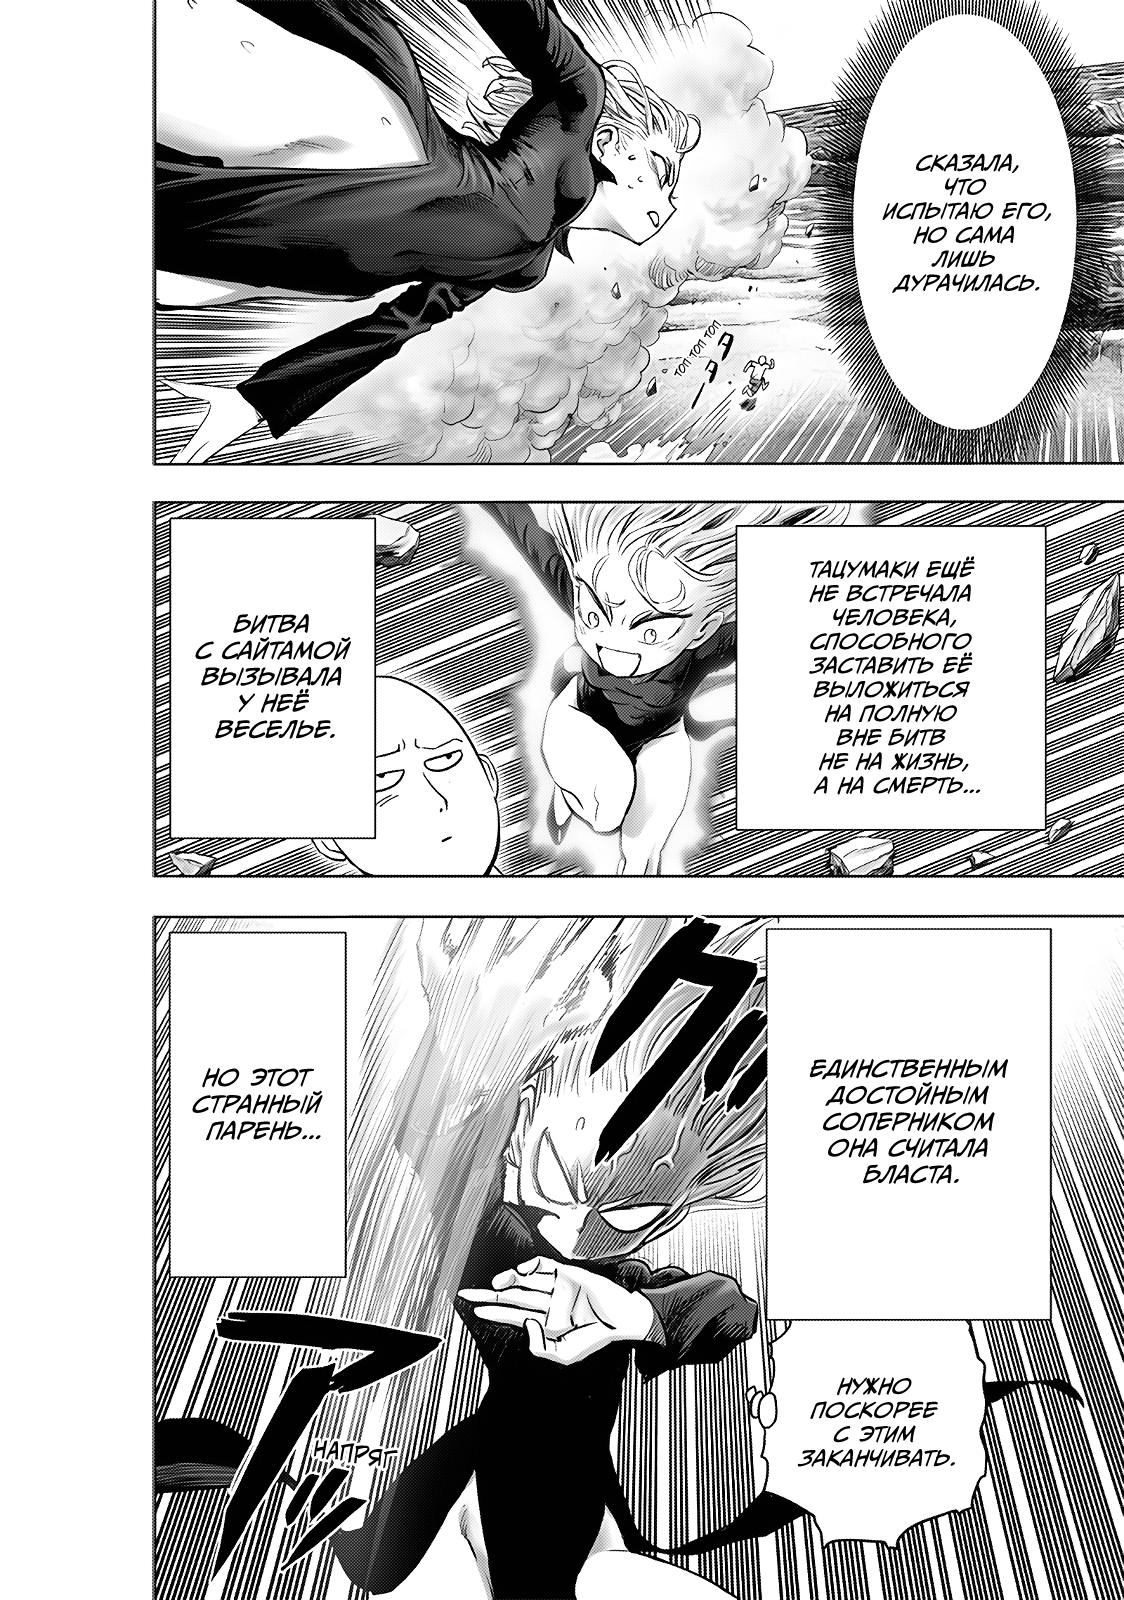 СКАЗАЛА,
ЧТО
ИСПЫТАЮ ЕГО,
НО САМА
ЛИШЬ
ДУРАЧИЛАСЬ.
ТОП ТОП ТОП
タタ
ТАЦУМАКИ ЕЩЁ
НЕ ВСТРЕЧАЛА
ЧЕЛОВЕКА,
СПОСОБНОГО
ЗАСТАВИТЬ ЕЁ
ВЫЛОЖИТЬСЯ
НА ПОЛНУЮ
ВНЕ БИТВ
НЕ НА ЖИЗНЬ,
А НА СМЕРТЬ...
БИТВА
С САЙТАМОЙ
ВЫЗЫВАЛА
У НЕЁ
ВЕСЕЛЬЕ.
ЕДИНСТВЕННЫМ
ДОСТОЙНЫМ
СОПЕРНИКОМ
ОНА СЧИТАЛА
БЛАСТА.
НО ЭТОТ
СТРАННЫЙ
ПАРЕНЬ...
НУЖНО
ПОСКОРЕЕ
С ЭТИМ
ЗАКАНЧИВАТЬ.
НАПРЯГ